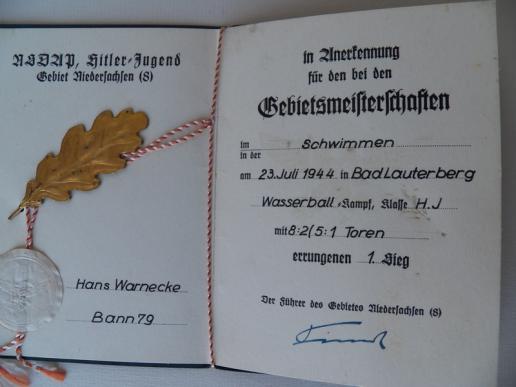 NSDAP, Hitler-Jugend
Gebiet Niedersachsen (8)
Hans Warnecke
Bann 79
in Anerkennung
für den bei den
Gebietsmeisterschaften
im Schwimmen
in der
am 23. Juli 1944 in Bad Lauterberg
Wasserball-Kampf, Klasse H.J
mit 8:2(5:1 Toren
errungenen 1. Sieg
Der Führer des Gebietes Niedersachsen (8)